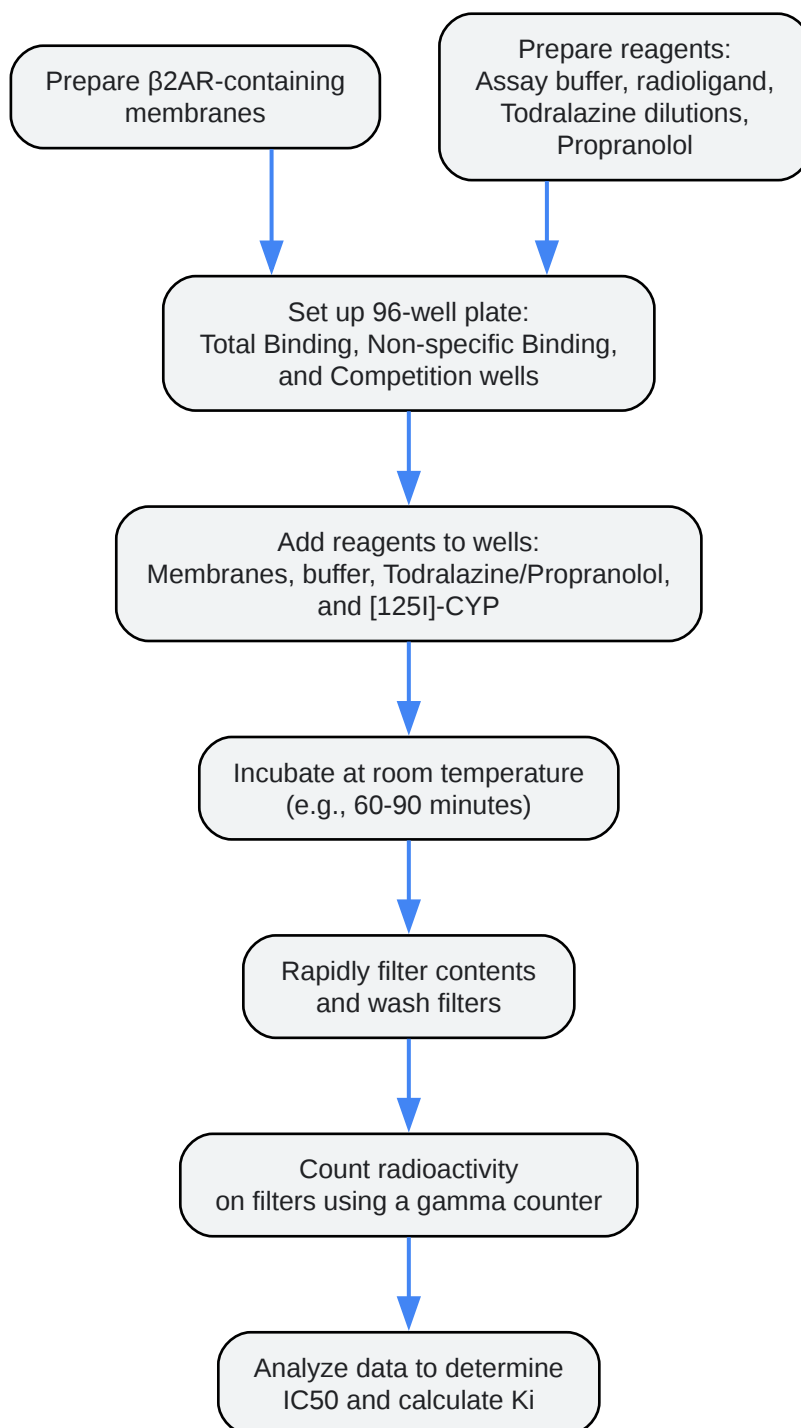 Prepare β2AR-containing
membranes
Prepare reagents:
Assay buffer, radioligand,
Todralazine dilutions,
Propranolol
Set up 96-well plate:
Total Binding, Non-specific Binding,
and Competition wells
Add reagents to wells:
Membranes, buffer, Todralazine/Propranolol,
and [125I]-CYP
Incubate at room temperature
(e.g., 60-90 minutes)
Rapidly filter contents
and wash filters
Count radioactivity
on filters using a gamma counter
Analyze data to determine
IC50 and calculate Ki